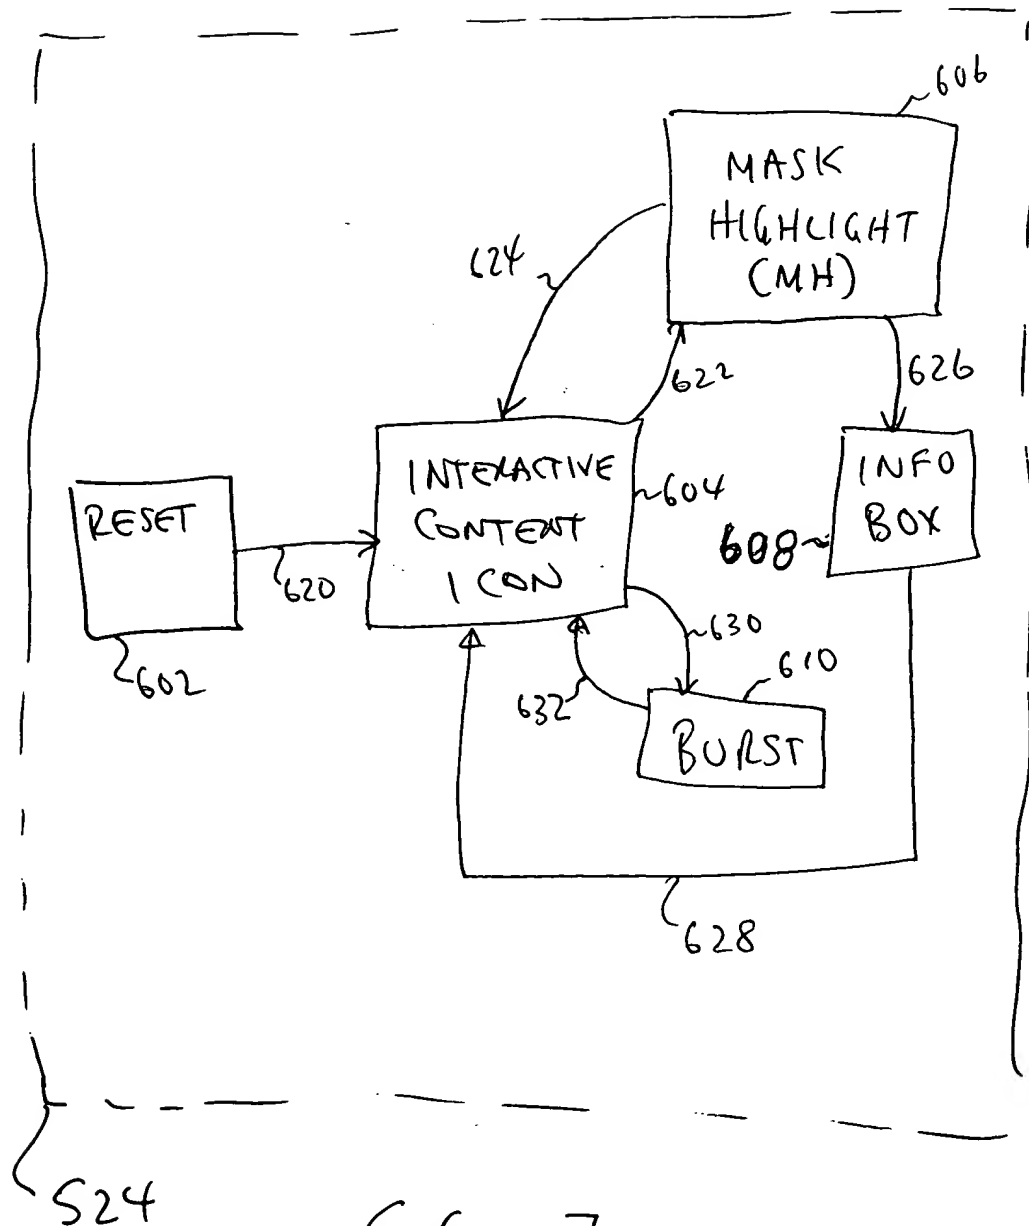 606
MASK
HIGHLIGHT
(MH)
624
622
626
INTERACTIVE
CONTENT
ICON
604
INFO
BOX
608
RESET
620
602
630
632
610
BURST
628
524